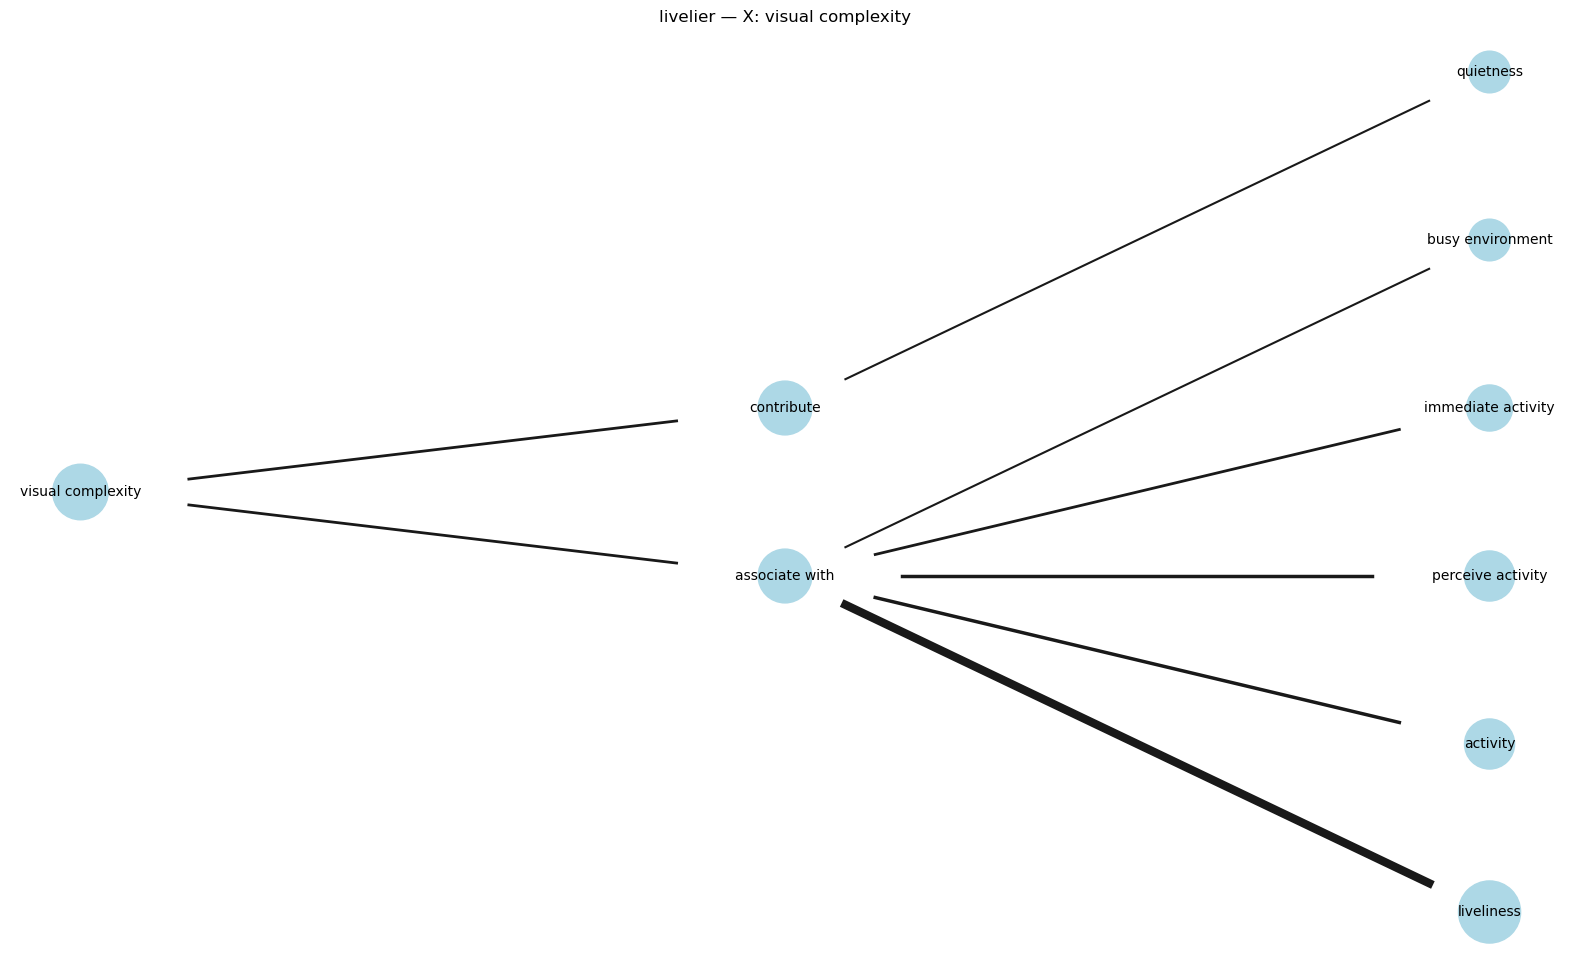 livelier — X: visual complexity
quietness
busy environment
contribute
immediate activity
visual complexity
associate with
perceive activity
activity
liveliness